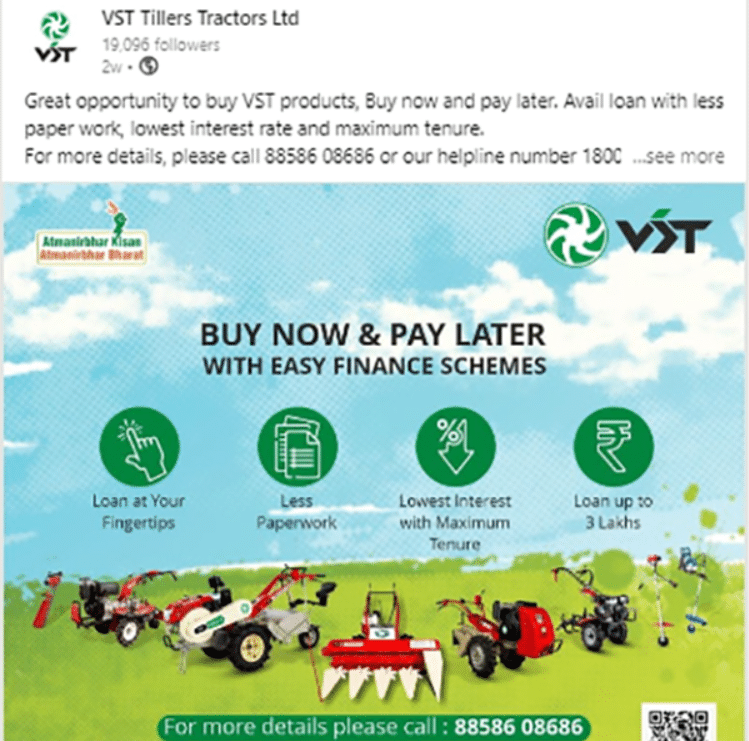 VST Tillers Tractors Ltd
VST
19,096 followers
2w •
Great opportunity to buy VST products, Buy now and pay later. Avail loan with less
paper work, lowest interest rate and maximum tenure.
For more details, please call 88586 08686 or our helpline number 1800 ...see more
Atmanirbhar Kisan
Atmanirbhar Bharat
VST
BUY NOW & PAY LATER
WITH EASY FINANCE SCHEMES
%
₹
Loan at Your
Fingertips
Less
Paperwork
Lowest Interest
with Maximum
Tenure
Loan up to
3 Lakhs
For more details please call : 88586 08686